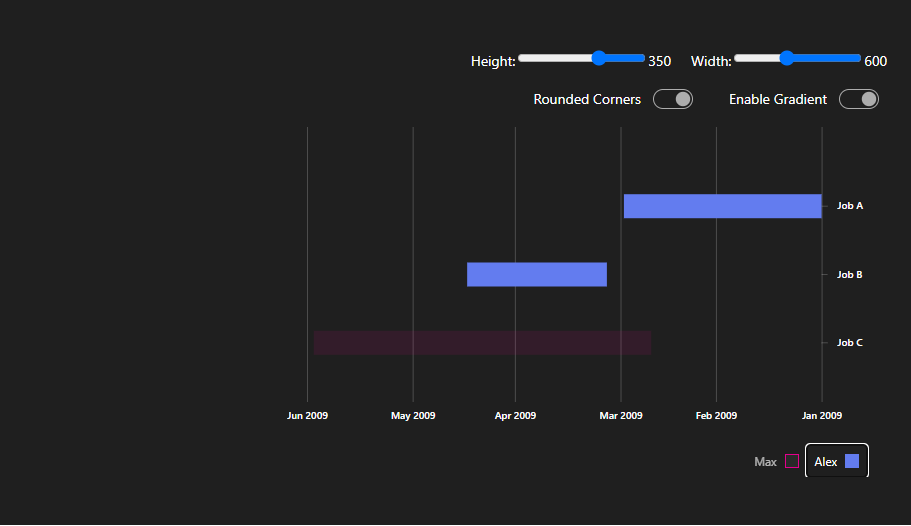 Height: 350 Width: 600
Rounded Corners Enable Gradient
Job A
Job B
Job C
Jun 2009 May 2009 Apr 2009 Mar 2009 Feb 2009 Jan 2009
Max Alex